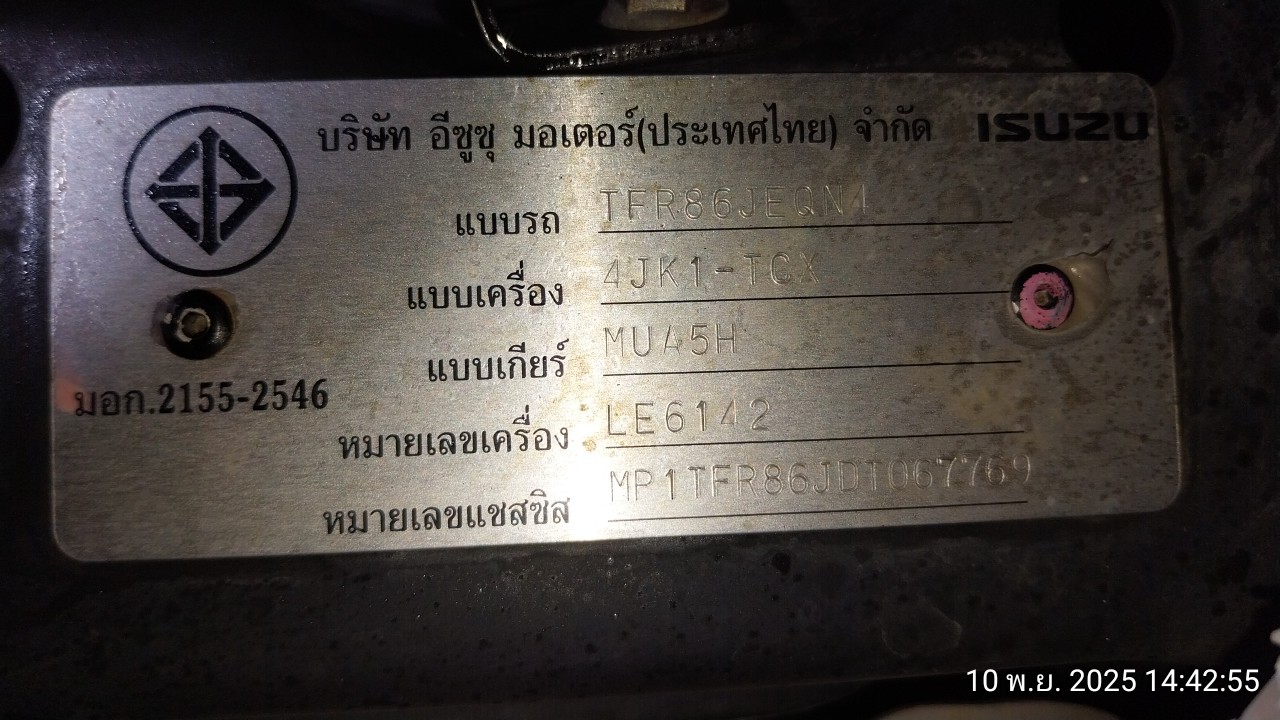 บริษัท อีซูซุ มอเตอร์(ประเทศไทย) จำกัด ISUZU
แบบรถ TFR86JEQN4
แบบเครื่อง 4JK1-TCX
แบบเกียร์ MUA5H
มอก.2155-2546
หมายเลขเครื่อง LE6142
หมายเลขแชสซิส MP1TFR86JDT067769
10 พ.ย. 2025 14:42:55